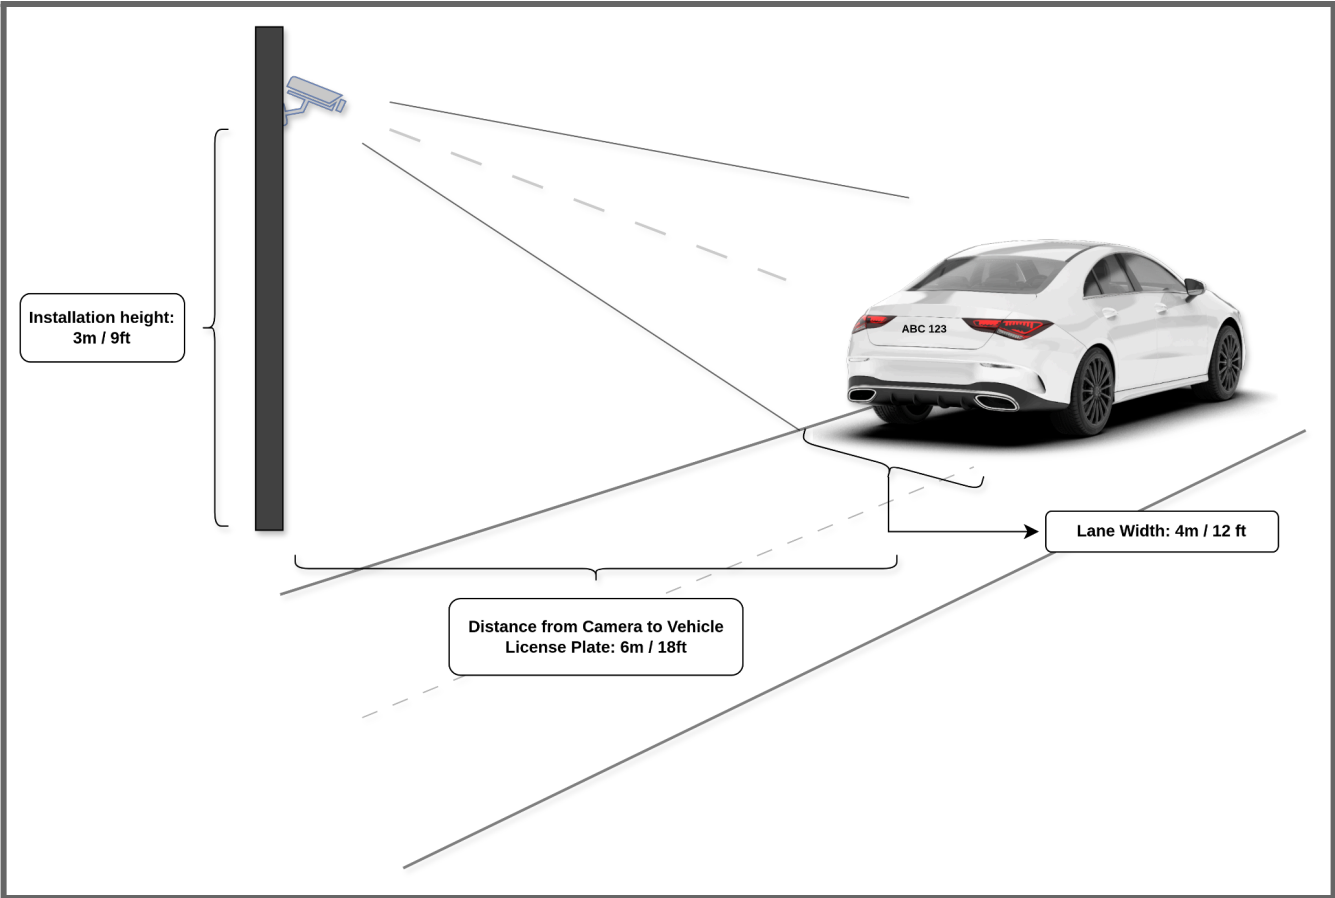 Installation height:
3m / 9ft
ABC 123
Lane Width: 4m / 12 ft
Distance from Camera to Vehicle
License Plate: 6m / 18ft